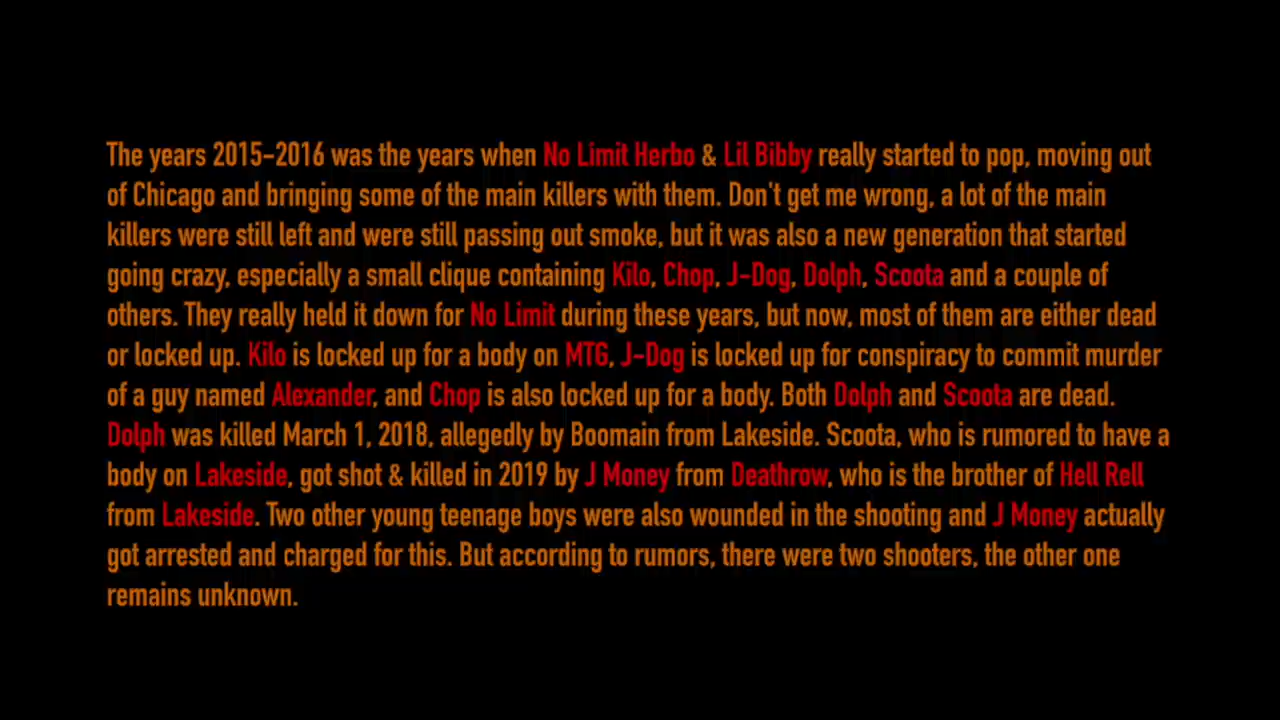 The years 2015-2016 was the years when No Limit Herbo & Lil Bibby really started to pop, moving out
of Chicago and bringing some of the main killers with them. Don't get me wrong, a lot of the main
killers were still left and were still passing out smoke, but it was also a new generation that started
going crazy, especially a small clique containing Kilo, Chop, J-Dog, Dolph, Scoota and a couple of
others. They really held it down for No Limit during these years, but now, most of them are either dead
or locked up. Kilo is locked up for a body on MTG, J-Dog is locked up for conspiracy to commit murder
of a guy named Alexander, and Chop is also locked up for a body. Both Dolph and Scoota are dead.
Dolph was killed March 1, 2018, allegedly by Boomain from Lakeside. Scoota, who is rumored to have a
body on Lakeside, got shot & killed in 2019 by J Money from Deathrow, who is the brother of Hell Rell
from Lakeside. Two other young teenage boys were also wounded in the shooting and J Money actually
got arrested and charged for this. But according to rumors, there were two shooters, the other one
remains unknown.